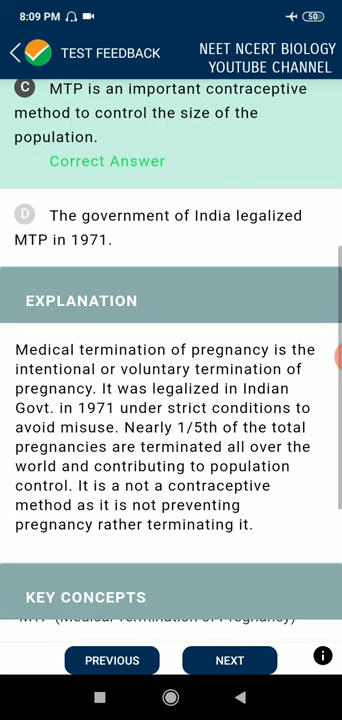 8:09 PM
50
TEST FEEDBACK
NEET NCERT BIOLOGY
YOUTUBE CHANNEL
C MTP is an important contraceptive
method to control the size of the
population.
Correct Answer
D The government of India legalized
MTP in 1971.
EXPLANATION
Medical termination of pregnancy is the
intentional or voluntary termination of
pregnancy. It was legalized in Indian
Govt. in 1971 under strict conditions to
avoid misuse. Nearly 1/5th of the total
pregnancies are terminated all over the
world and contributing to population
control. It is a not a contraceptive
method as it is not preventing
pregnancy rather terminating it.
KEY CONCEPTS
MTP (Medical Termination of Pregnancy)
PREVIOUS
NEXT